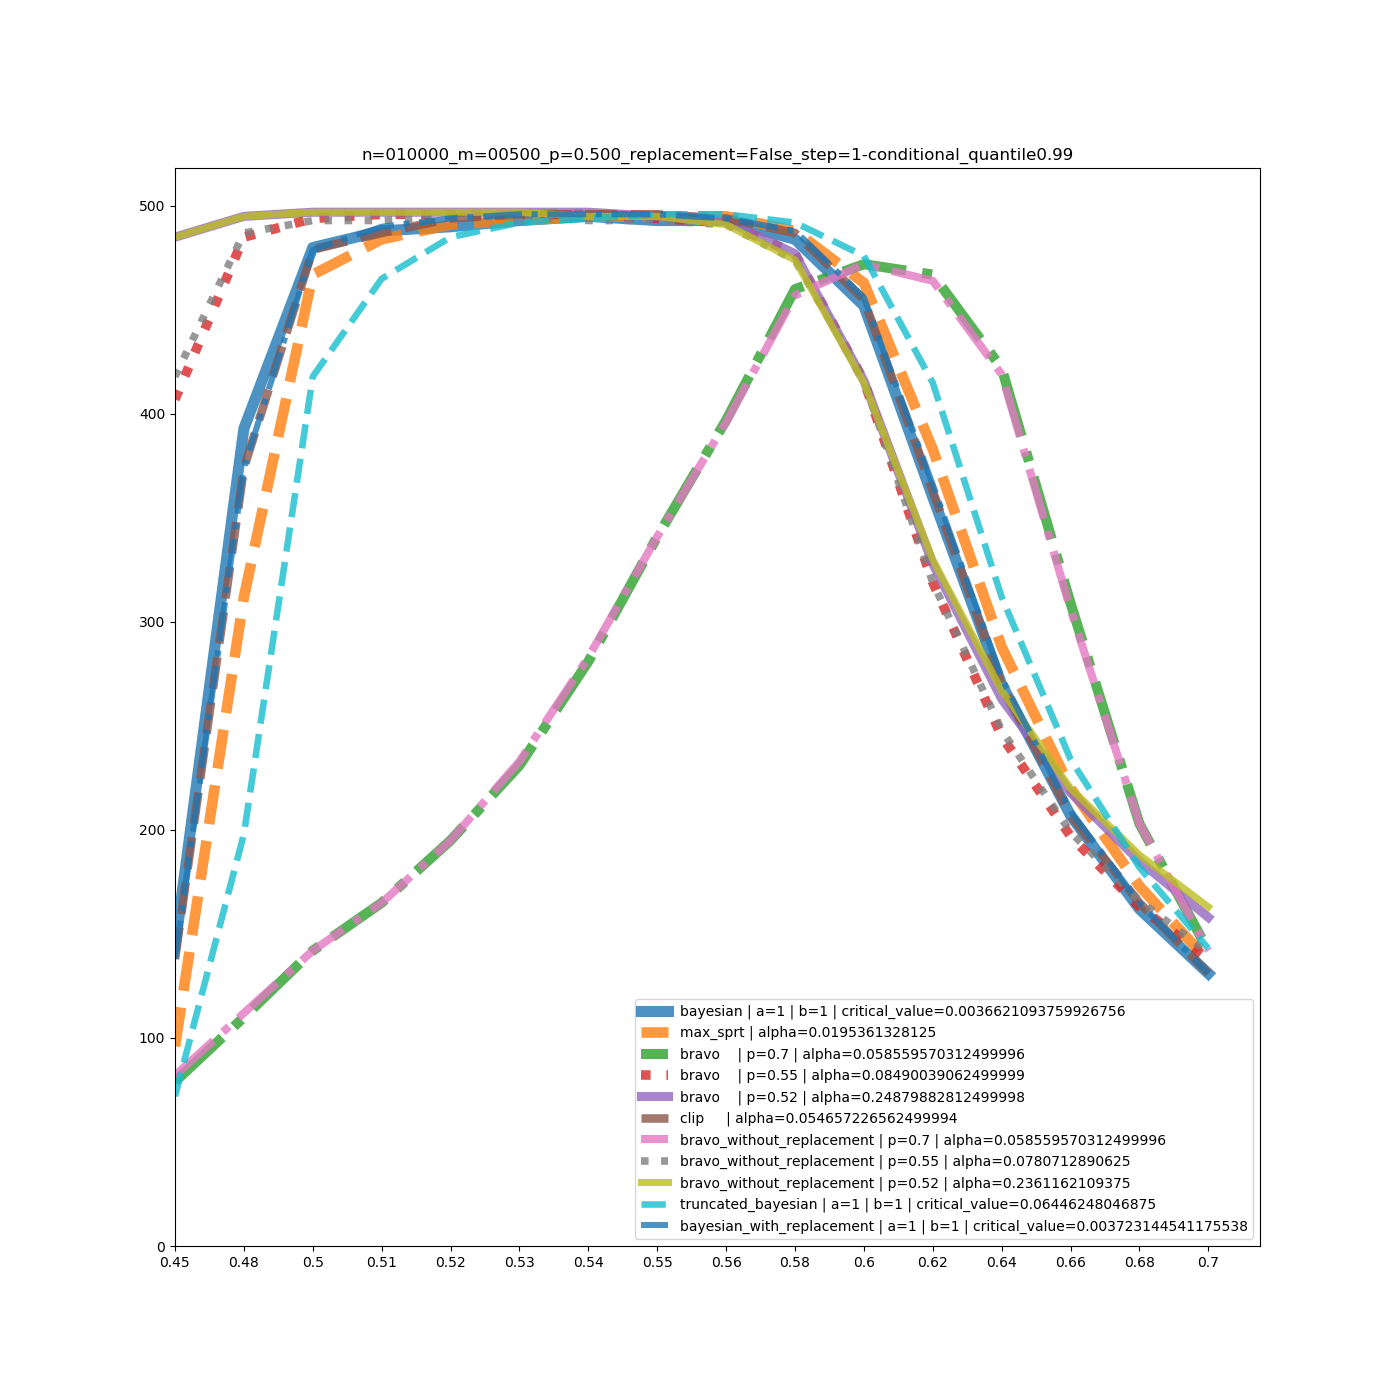 n=010000_m=00500_p=0.500_replacement=False_step=1-conditional_quantile0.99
500
400
300
200
100
0
bayesian | a=1 | b=1 | critical_value=0.0036621093759926756
max_sprt | alpha=0.0195361328125
bravo | p=0.7 | alpha=0.058559570312499996
bravo | p=0.55 | alpha=0.08490039062499999
bravo | p=0.52 | alpha=0.24879882812499998
clip | alpha=0.054657226562499994
bravo_without_replacement | p=0.7 | alpha=0.058559570312499996
bravo_without_replacement | p=0.55 | alpha=0.0780712890625
bravo_without_replacement | p=0.52 | alpha=0.2361162109375
truncated_bayesian | a=1 | b=1 | critical_value=0.06446248046875
bayesian_with_replacement | a=1 | b=1 | critical_value=0.003723144541175538
0.45 0.48 0.5 0.51 0.52 0.53 0.54 0.55 0.56 0.58 0.6 0.62 0.64 0.66 0.68 0.7